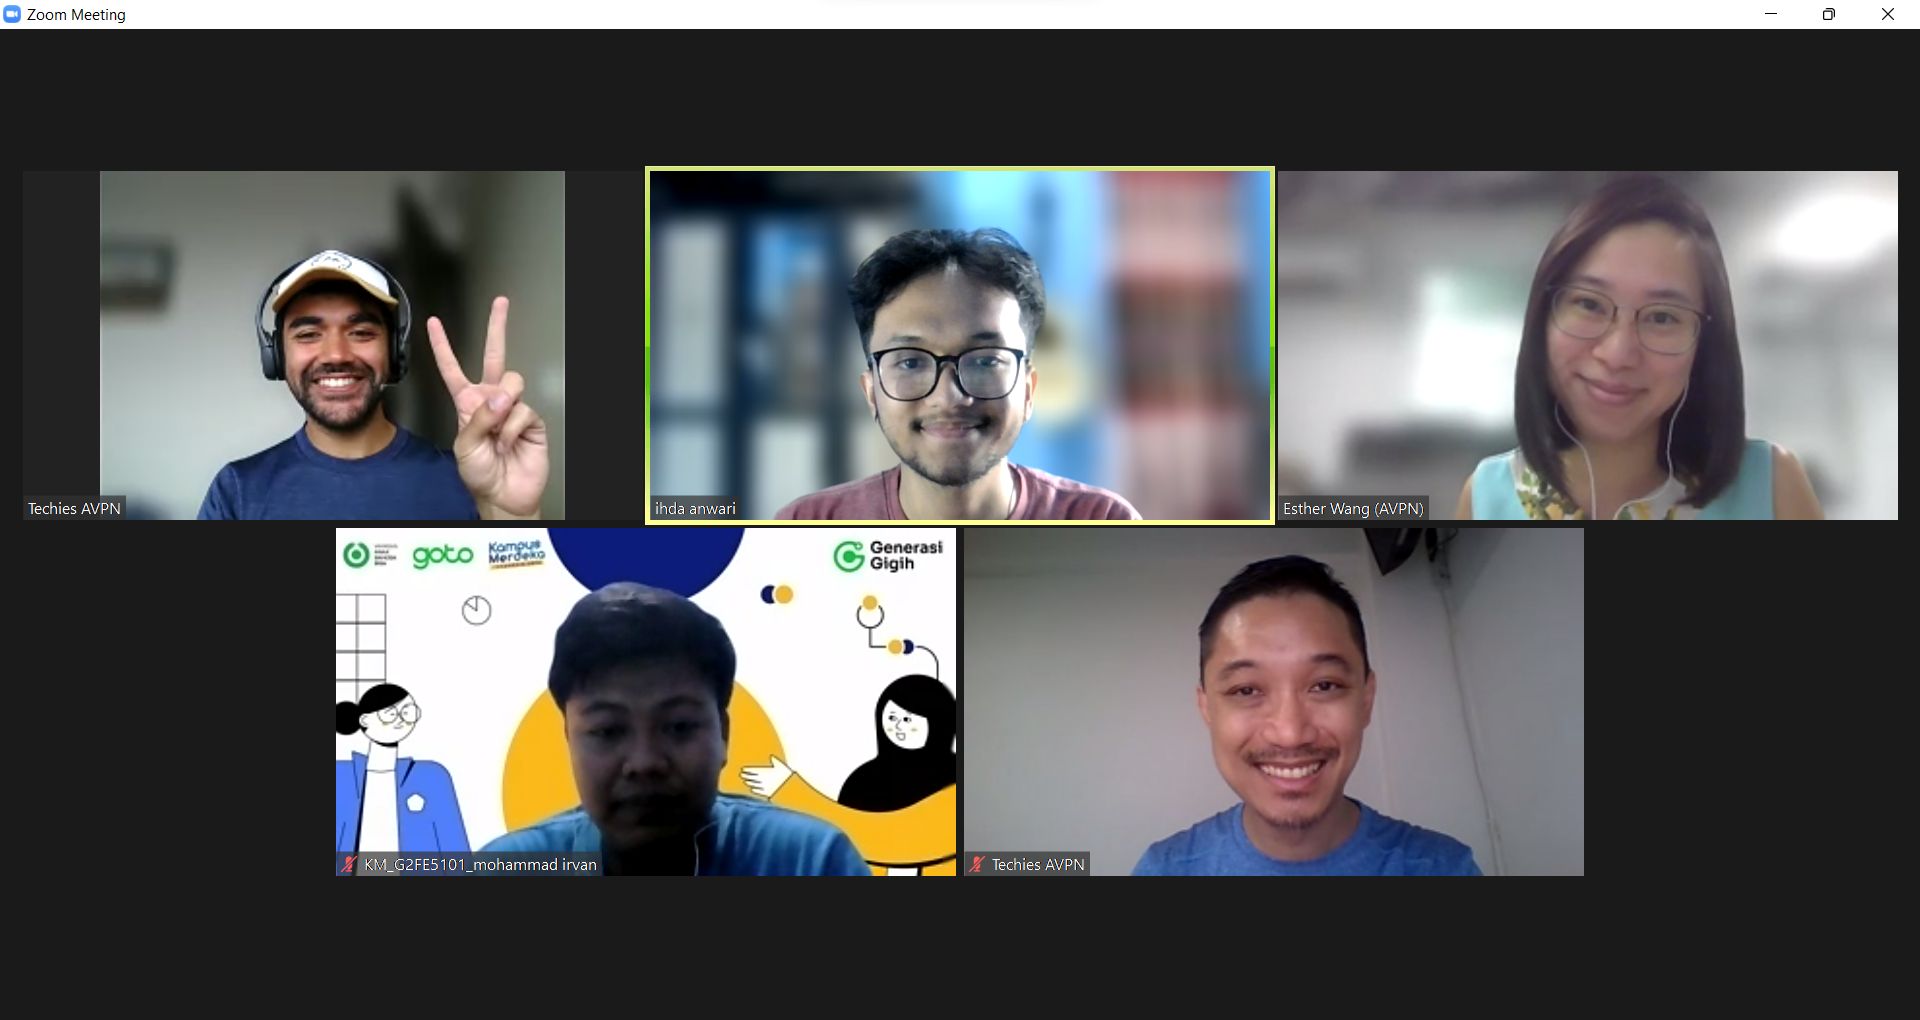 Zoom Meeting
Techies AVPN
ihda anwari
Esther Wang (AVPN)
goto
Kampus
Merdeka
Generasi
Gigih
KM_G2FE5101_mohammad irvan
Techies AVPN